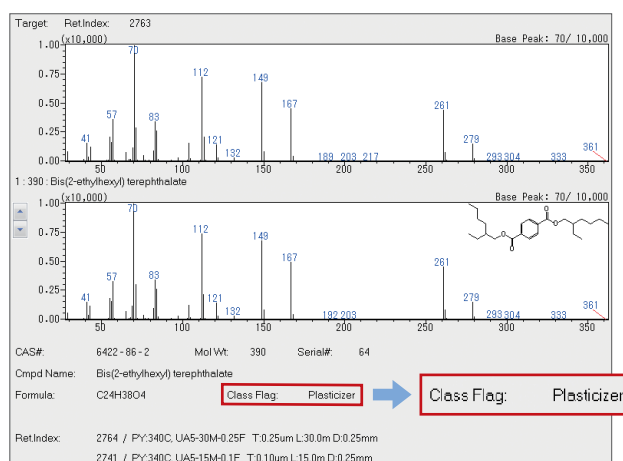 Target: Ret.Index: 2763
(x10,000) Base Peak: 70/ 10,000
1.00
0.75
0.50
0.25
0.00
41 57 70 83 112 121 132 149 167 189 203 217 261 279 293 304 333 361
50 100 150 200 250 300 350
1 : 390 : Bis(2-ethylhexyl) terephthalate
(x10,000) Base Peak: 70/ 10,000
1.00
0.75
0.50
0.25
0.00
41 57 70 83 112 121 132 149 167 192 203 261 279 293 304 333 361
50 100 150 200 250 300 350
CAS#: 6422 - 86 - 2 Mol.Wt: 390 Serial#: 64
Cmpd Name: Bis(2-ethylhexyl) terephthalate
Formula: C24H38O4 Class Flag: Plasticizer
Class Flag: Plasticizer
Ret.Index: 2764 / PY:340C, UA5-30M-0.25F T:0.25um L:30.0m D:0.25mm
2741 / PY:340C, UA5-15M-0.1F T:0.10um L:15.0m D:0.25mm